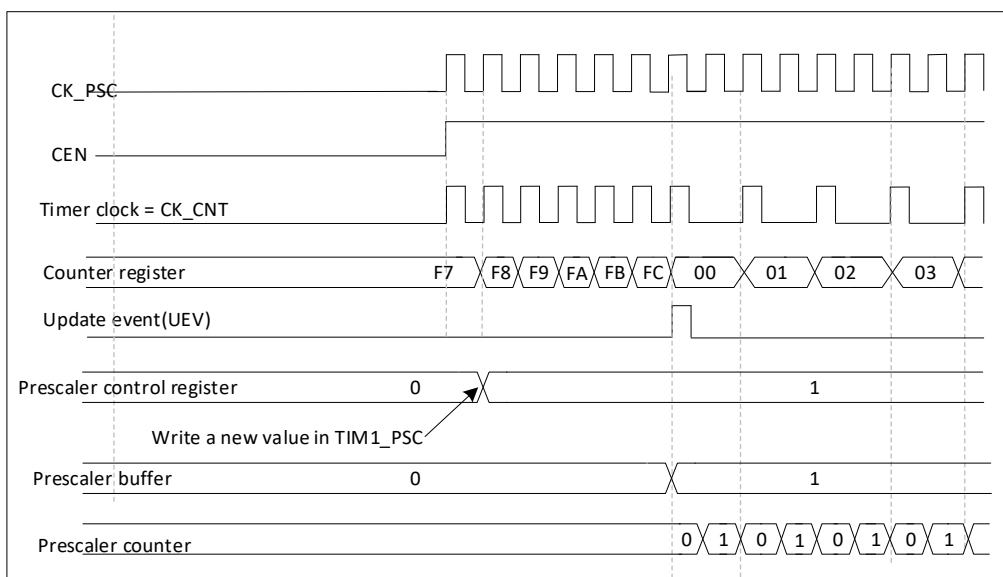 CK_PSC
CEN
Timer clock = CK_CNT
Counter register F7 F8 F9 FA FB FC 00 01 02 03
Update event(UEV)
Prescaler control register 0 1
Write a new value in TIM1_PSC
Prescaler buffer 0 1
Prescaler counter 0 1 0 1 0 1 0 1